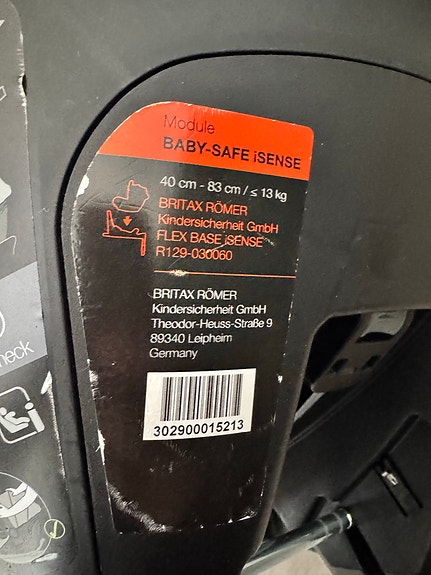 Module
BABY-SAFE iSENSE
40 cm - 83 cm / ≤ 13 kg
BRITAX RÖMER
Kindersicherheit GmbH
FLEX BASE iSENSE
R129-030060
BRITAX RÖMER
Kindersicherheit GmbH
Theodor-Heuss-Straße 9
89340 Leipheim
Germany
302900015213